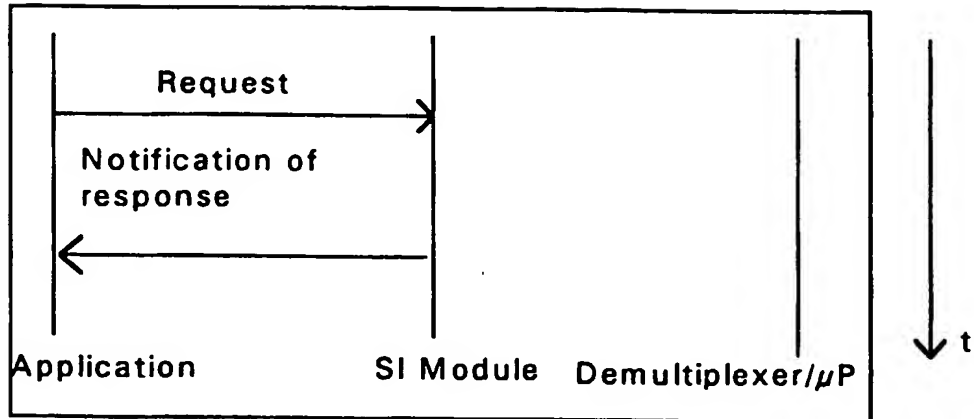 Request
Notification of
response
Application
SI Module
Demultiplexer/μP
t